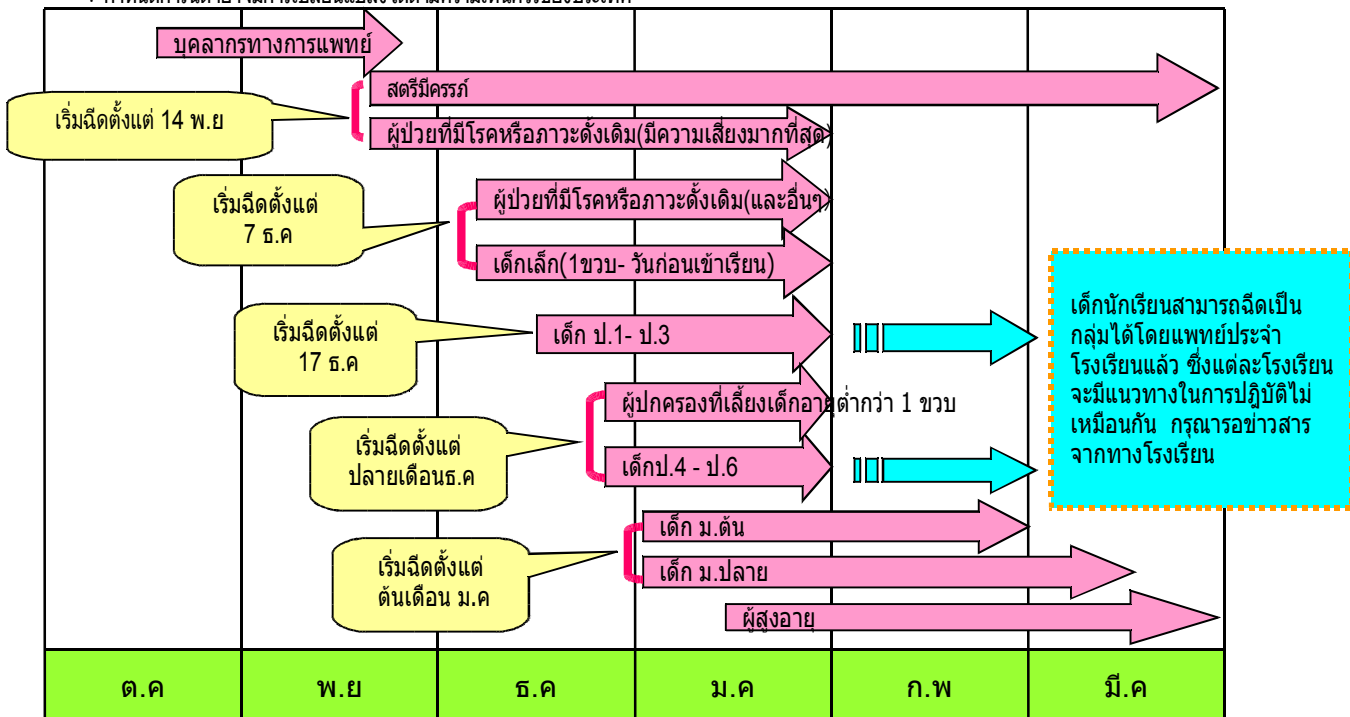 บุคลากรทางการแพทย์
สตรีมีครรภ์
เริ่มฉีดตั้งแต่ 14 พ.ย
ผู้ป่วยที่มีโรคหรือภาวะดั้งเดิม(มีความเสี่ยงมากที่สุด)
ผู้ป่วยที่มีโรคหรือภาวะดั้งเดิม(และอื่นๆ)
เริ่มฉีดตั้งแต่
7 ธ.ค
เด็กเล็ก(1ขวบ- วันก่อนเข้าเรียน)
เริ่มฉีดตั้งแต่
17 ธ.ค
เด็ก ป.1- ป.3
เด็กนักเรียนสามารถฉีดเป็น
กลุ่มได้โดยแพทย์ประจำ
โรงเรียนแล้ว ซึ่งแต่ละโรงเรียน
จะมีแนวทางในการปฎิบัติไม่
เหมือนกัน กรุณารอข่าวสาร
จากทางโรงเรียน
ผู้ปกครองที่เลี้ยงเด็กอายุต่ำกว่า 1 ขวบ
เริ่มฉีดตั้งแต่
ปลายเดือนธ.ค
เด็กป.4 - ป.6
เด็ก ม.ต้น
เริ่มฉีดตั้งแต่
ต้นเดือน ม.ค
เด็ก ม.ปลาย
ผู้สูงอายุ
ต.ค พ.ย ธ.ค ม.ค ก.พ มี.ค